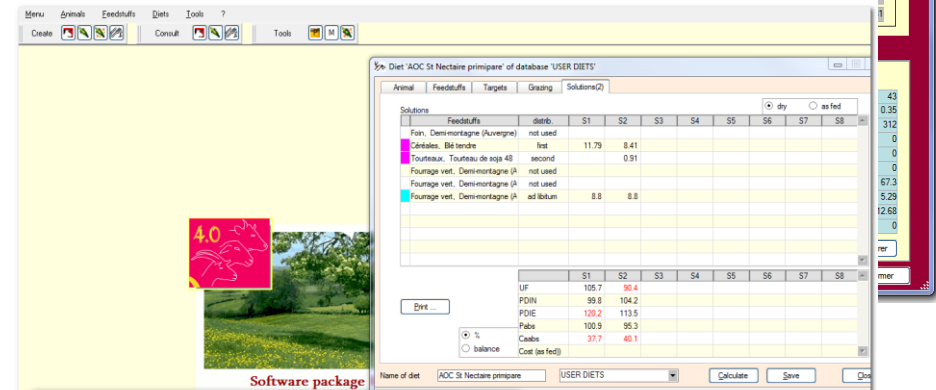 Menu Animals Feedstuffs Diets Tools ?
Create Consult Tools M
Diet 'AOC St Nectaire primipare' of database 'USER DIETS'
Animal Feedstuffs Targets Grazing Solutions(2)
Solutions dry as fed
Feedstuffs distrib. S1 S2 S3 S4 S5 S6 S7 S8
Foin, Demi-montagne (Auvergne) not used
Céréales, Blé tendre first 11.79 8.41
Tourteaux, Tourteau de soja 48 second 0.91
Fourrage vert, Demi-montagne (A not used
Fourrage vert, Demi-montagne (A not used
Fourrage vert, Demi-montagne (A ad libitum 8.8 8.8
S1 S2 S3 S4 S5 S6 S7 S8
UF 105.7 90.4
PDIN 99.8 104.2
PDIE 120.2 113.5
Pabs 100.9 95.3
Caabs 37.7 40.1
Cost (as fed))
Print ...
%
balance
Name of diet AOC St Nectaire primipare USER DIETS Calculate Save Clos
4.0
Software package
1
43
0.35
312
0
0
0
67.3
5.29
12.68
0
rer
rmer